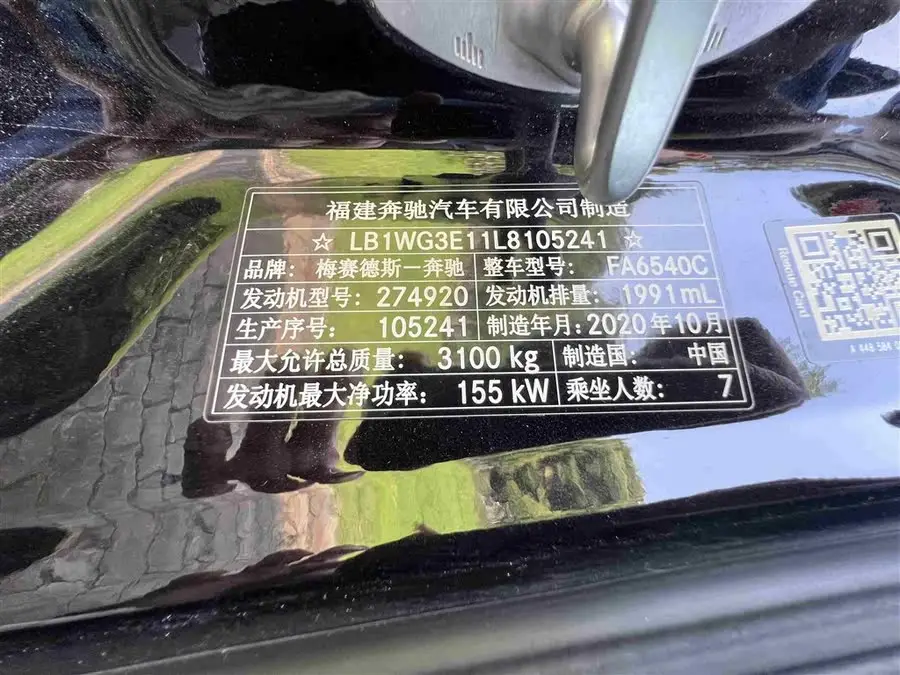 福建奔驰汽车有限公司制造
☆ LB1WG3E11L8105241 ☆
品牌: 梅赛德斯－奔驰 整车型号: FA6540C
发动机型号: 274920 发动机排量: 1991mL
生产序号: 105241 制造年月: 2020年10月
最大允许总质量: 3100 kg 制造国: 中国
发动机最大净功率: 155 kW 乘坐人数: 7
Rescue Card